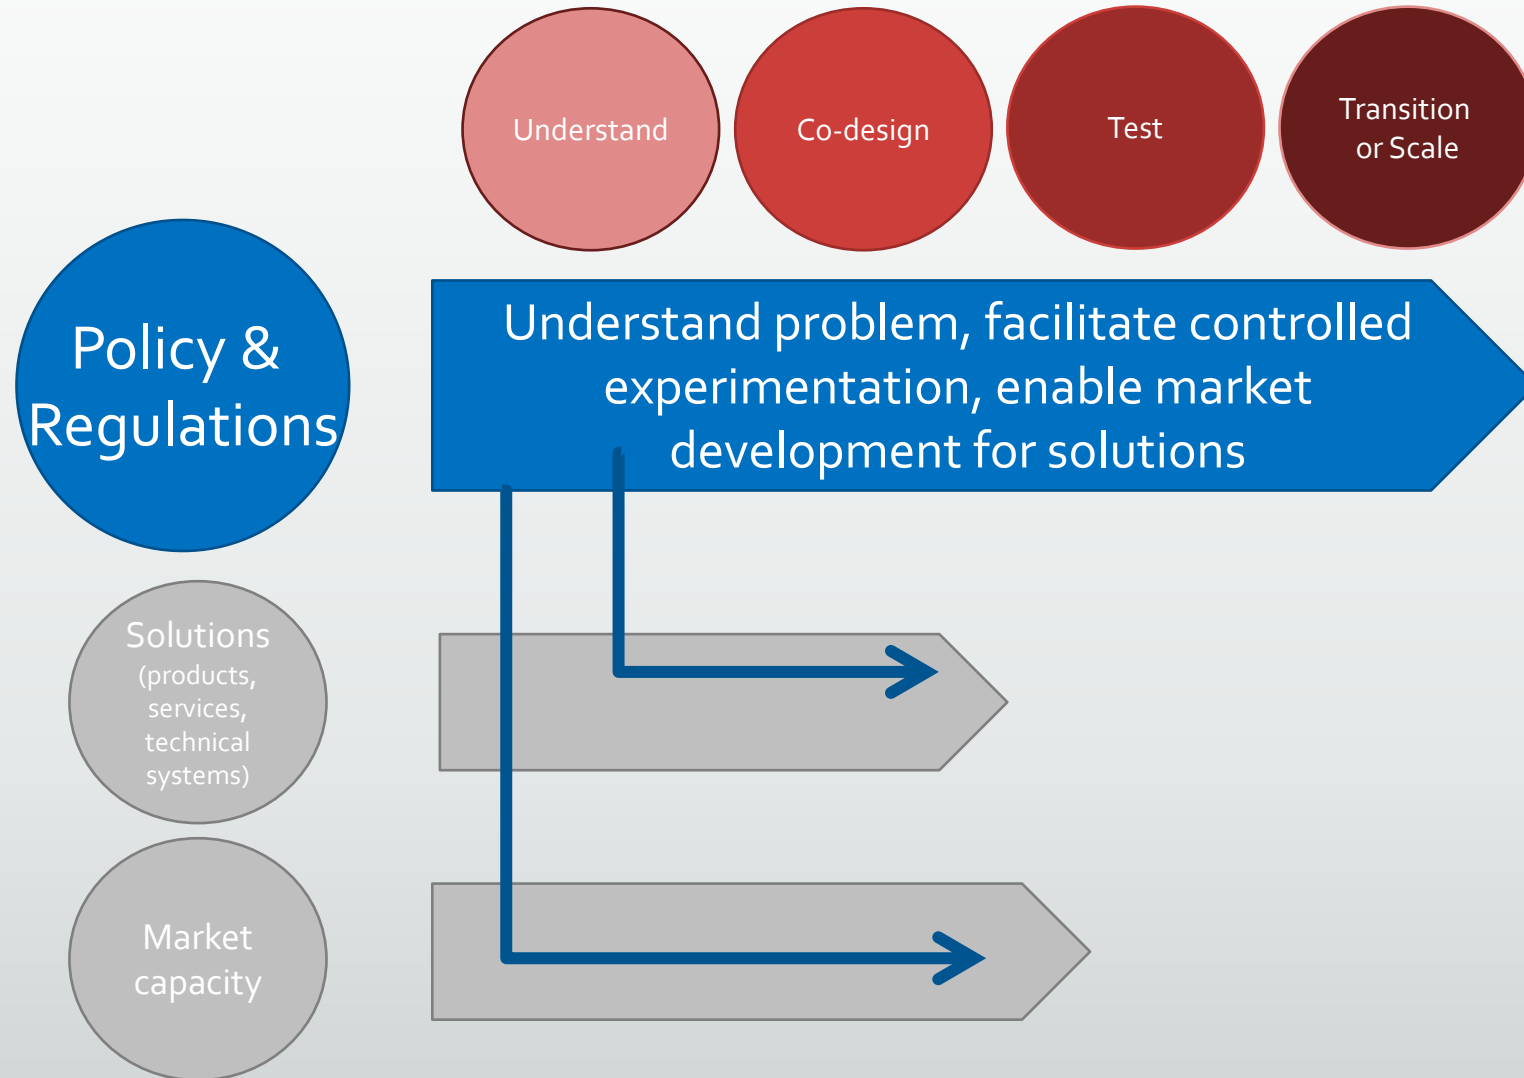 Understand
Co-design
Test
Transition
or Scale
Policy &
Regulations
Understand problem, facilitate controlled
experimentation, enable market
development for solutions
Solutions
(products,
services,
technical
systems)
Market
capacity